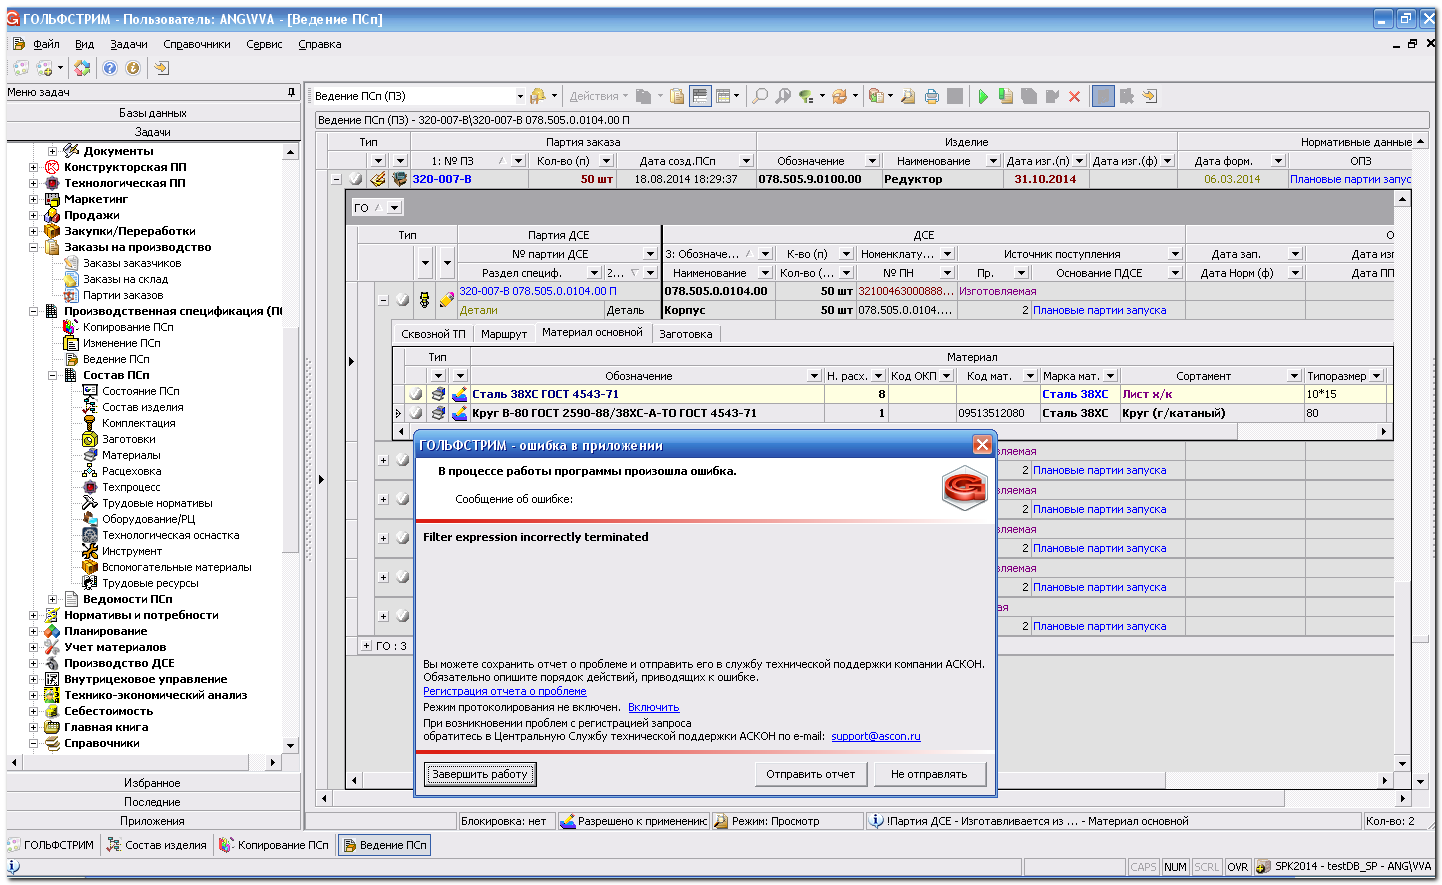 ГОЛЬФСТРИМ - Пользователь: ANG\VVA - [Ведение ПСп]
Файл Вид Задачи Справочники Сервис Справка
Меню задач
Базы данных
Задачи
Документы
Конструкторская ПП
Технологическая ПП
Маркетинг
Продажи
Закупки/Переработки
Заказы на производство
Заказы заказчиков
Заказы на склад
Партии заказов
Производственная спецификация (П
Копирование ПСп
Изменение ПСп
Ведение ПСп
Состав ПСп
Состояние ПСп
Состав изделия
Комплектация
Заготовки
Материалы
Расцеховка
Техпроцесс
Трудовые нормативы
Оборудование/РЦ
Технологическая оснастка
Инструмент
Вспомогательные материалы
Трудовые ресурсы
Ведомости ПСп
Нормативы и потребности
Планирование
Учет материалов
Производство ДСЕ
Внутрицеховое управление
Технико-экономический анализ
Себестоимость
Главная книга
Справочники
Избранное
Последние
Приложения
Ведение ПСп (ПЗ) Действия
Ведение ПСп (ПЗ) - 320-007-В\320-007-В 078.505.0.0104.00 П
Тип Партия заказа Изделие Нормативные данные
1: № ПЗ Кол-во (п) Дата созд.ПСп Обозначение Наименование Дата изг.(п) Дата изг.(ф) Дата форм. ОПЗ
320-007-В 50 шт 18.08.2014 18:29:37 078.505.9.0100.00 Редуктор 31.10.2014 06.03.2014 Плановые партии запус
ГО
Тип Партия ДСЕ ДСЕ О
№ партии ДСЕ 3: Обозначе... К-во (п) Номенклату... Источник поступления Дата зап. Дата изг
Раздел специф. 2... Наименование Кол-во (... № ПН Пр. Основание ПДСЕ Дата Норм (ф) Дата ПП
320-007-В 078.505.0.0104.00 П 078.505.0.0104.00 50 шт 32100463000888... Изготовляемая
Детали Деталь Корпус 50 шт 078.505.0.0104.... 2 Плановые партии запуска
Сквозной ТП Маршрут Материал основной Заготовка
Тип Материал
Обозначение Н. расх. Код ОКП Код мат. Марка мат. Сортамент Типоразмер
Сталь 38ХС ГОСТ 4543-71 8 Сталь 38ХС Лист х/к 10*15
Круг В-80 ГОСТ 2590-88/38ХС-А-ТО ГОСТ 4543-71 1 09513512080 Сталь 38ХС Круг (г/катаный) 80
вляемая
2 Плановые партии запуска
вляемая
2 Плановые партии запуска
вляемая
2 Плановые партии запуска
вляемая
2 Плановые партии запуска
ая
2 Плановые партии запуска
ГО : 3
ГОЛЬФСТРИМ - ошибка в приложении
В процессе работы программы произошла ошибка.
Сообщение об ошибке:
Filter expression incorrectly terminated
Вы можете сохранить отчет о проблеме и отправить его в службу технической поддержки компании АСКОН.
Обязательно опишите порядок действий, приводящих к ошибке.
Регистрация отчета о проблеме
Режим протоколирования не включен. Включить
При возникновении проблем с регистрацией запроса
обратитесь в Центральную Службу технической поддержки АСКОН по e-mail: support@ascon.ru
Завершить работу Отправить отчет Не отправлять
Блокировка: нет Разрешено к применению Режим: Просмотр !Партия ДСЕ - Изготавливается из ... - Материал основной Кол-во: 2
ГОЛЬФСТРИМ Состав изделия Копирование ПСп Ведение ПСп
CAPS NUM SCRL OVR SPK2014 - testDB_SP - ANG\VVA